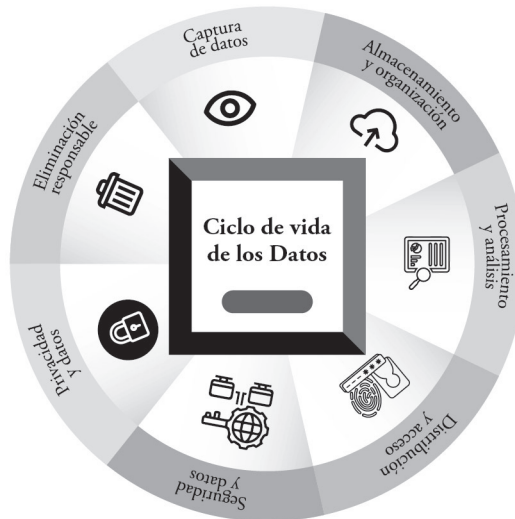 Captura
de datos
Almacenamiento
y organización
Procesamiento
y análisis
Distribución
y acceso
Seguridad
y datos
Privacidad
y datos
Eliminación
responsable
Ciclo de vida
de los Datos